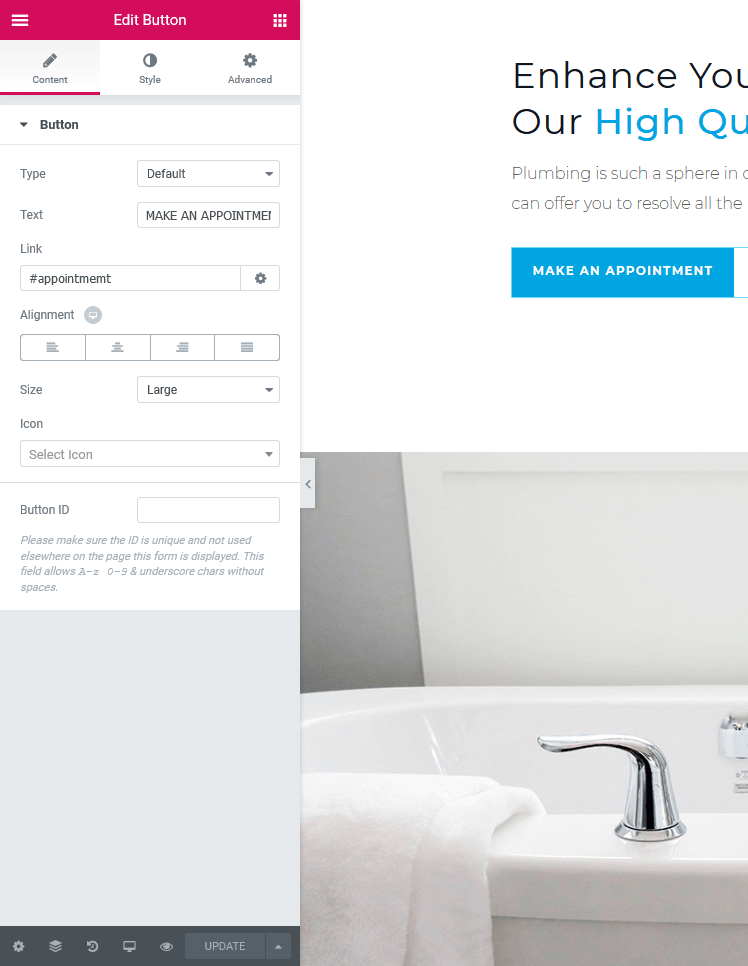 Edit Button
Content
Style
Advanced
Button
Type
Default
Text
MAKE AN APPOINTMEN
Link
#appointmemt
Alignment
Size
Large
Icon
Select Icon
Button ID
Please make sure the ID is unique and not used
elsewhere on the page this form is displayed. This
field allows A-z 0-9 & underscore chars without
spaces.
UPDATE
Enhance You
Our High Qu
Plumbing is such a sphere in
can offer you to resolve all the
MAKE AN APPOINTMENT